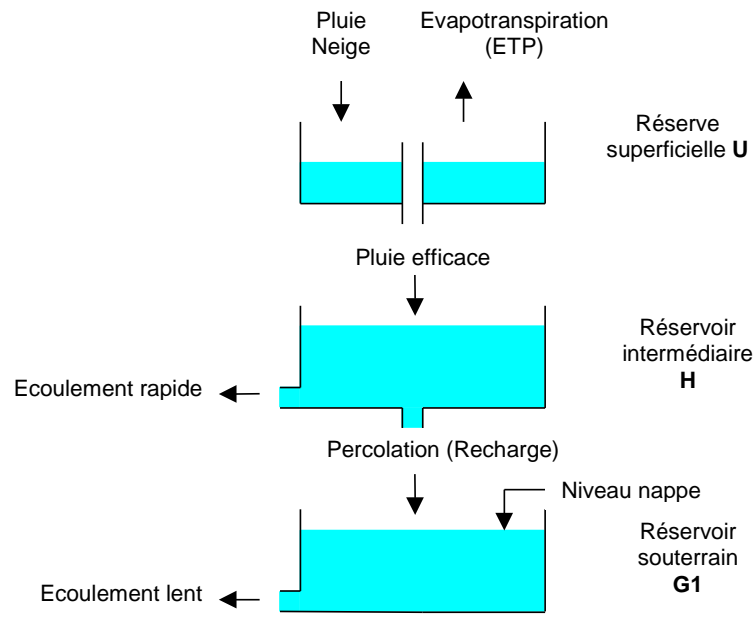 Pluie
Neige
Evapotranspiration
(ETP)
Réserve
superficielle U
Pluie efficace
Réservoir
intermédiaire
H
Ecoulement rapide
Percolation (Recharge)
Niveau nappe
Réservoir
souterrain
G1
Ecoulement lent